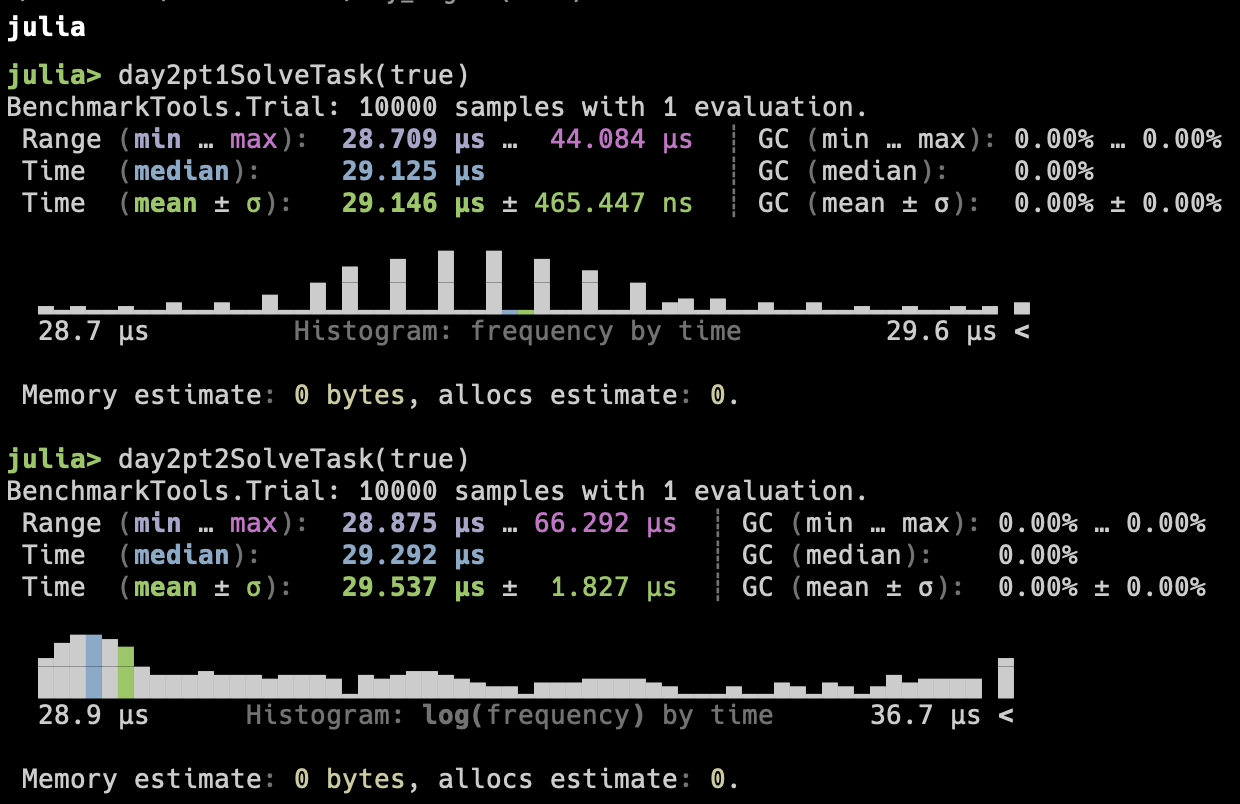 julia
julia> day2pt1SolveTask(true)
BenchmarkTools.Trial: 10000 samples with 1 evaluation.
Range (min … max): 28.709 μs … 44.084 μs ┊ GC (min … max): 0.00% … 0.00%
Time (median): 29.125 μs ┊ GC (median): 0.00%
Time (mean ± σ): 29.146 μs ± 465.447 ns ┊ GC (mean ± σ): 0.00% ± 0.00%
28.7 μs Histogram: frequency by time 29.6 μs <
Memory estimate: 0 bytes, allocs estimate: 0.
julia> day2pt2SolveTask(true)
BenchmarkTools.Trial: 10000 samples with 1 evaluation.
Range (min … max): 28.875 μs … 66.292 μs ┊ GC (min … max): 0.00% … 0.00%
Time (median): 29.292 μs ┊ GC (median): 0.00%
Time (mean ± σ): 29.537 μs ± 1.827 μs ┊ GC (mean ± σ): 0.00% ± 0.00%
28.9 μs Histogram: log(frequency) by time 36.7 μs <
Memory estimate: 0 bytes, allocs estimate: 0.